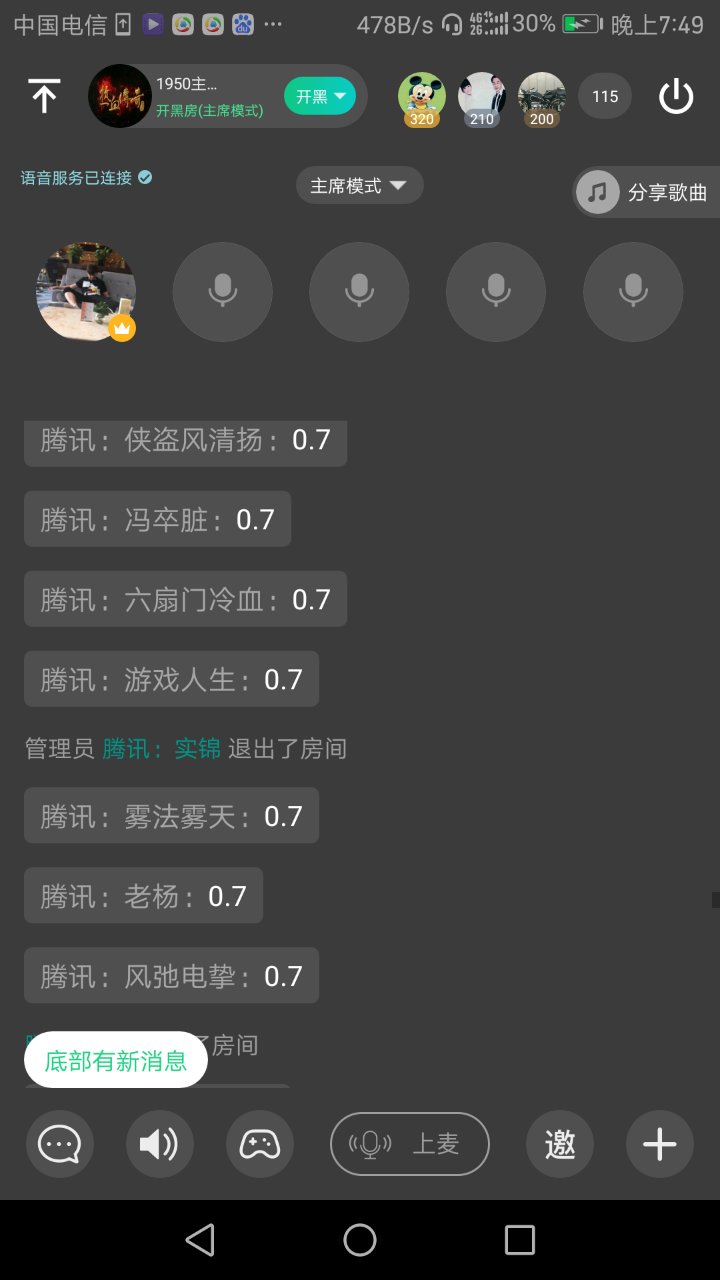 中国电信 478B/s 4G 2G 30% 晚上7:49
1950主...
开黑房(主席模式)
开黑
320 210 200 115
语音服务已连接
主席模式
分享歌曲
腾讯：侠盗风清扬：0.7
腾讯：冯卒脏：0.7
腾讯：六扇门冷血：0.7
腾讯：游戏人生：0.7
管理员 腾讯：实锦 退出了房间
腾讯：雾法雾天：0.7
腾讯：老杨：0.7
腾讯：风弛电挚：0.7
了房间
底部有新消息
上麦
邀